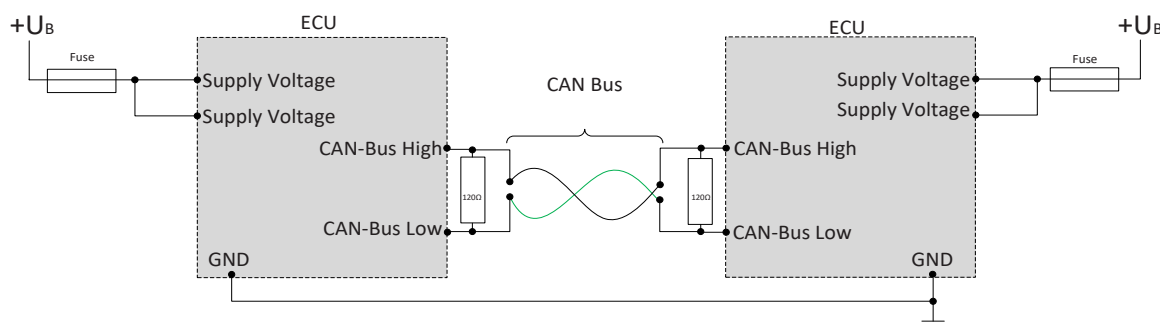 ECU
ECU
+UB
+UB
Fuse
Fuse
Supply Voltage
Supply Voltage
CAN Bus
Supply Voltage
Supply Voltage
CAN-Bus High
CAN-Bus High
120Ω
120Ω
CAN-Bus Low
CAN-Bus Low
GND
GND